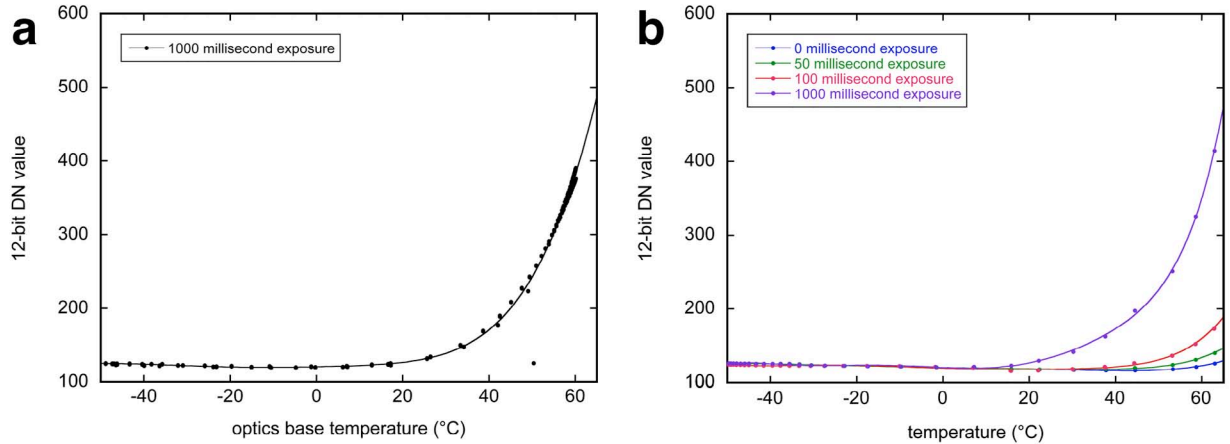 a
1000 millisecond exposure
600
500
400
300
200
100
12-bit DN value
-40
-20
0
20
40
60
optics base temperature (°C)
b
0 millisecond exposure
50 millisecond exposure
100 millisecond exposure
1000 millisecond exposure
600
500
400
300
200
100
12-bit DN value
-40
-20
0
20
40
60
temperature (°C)